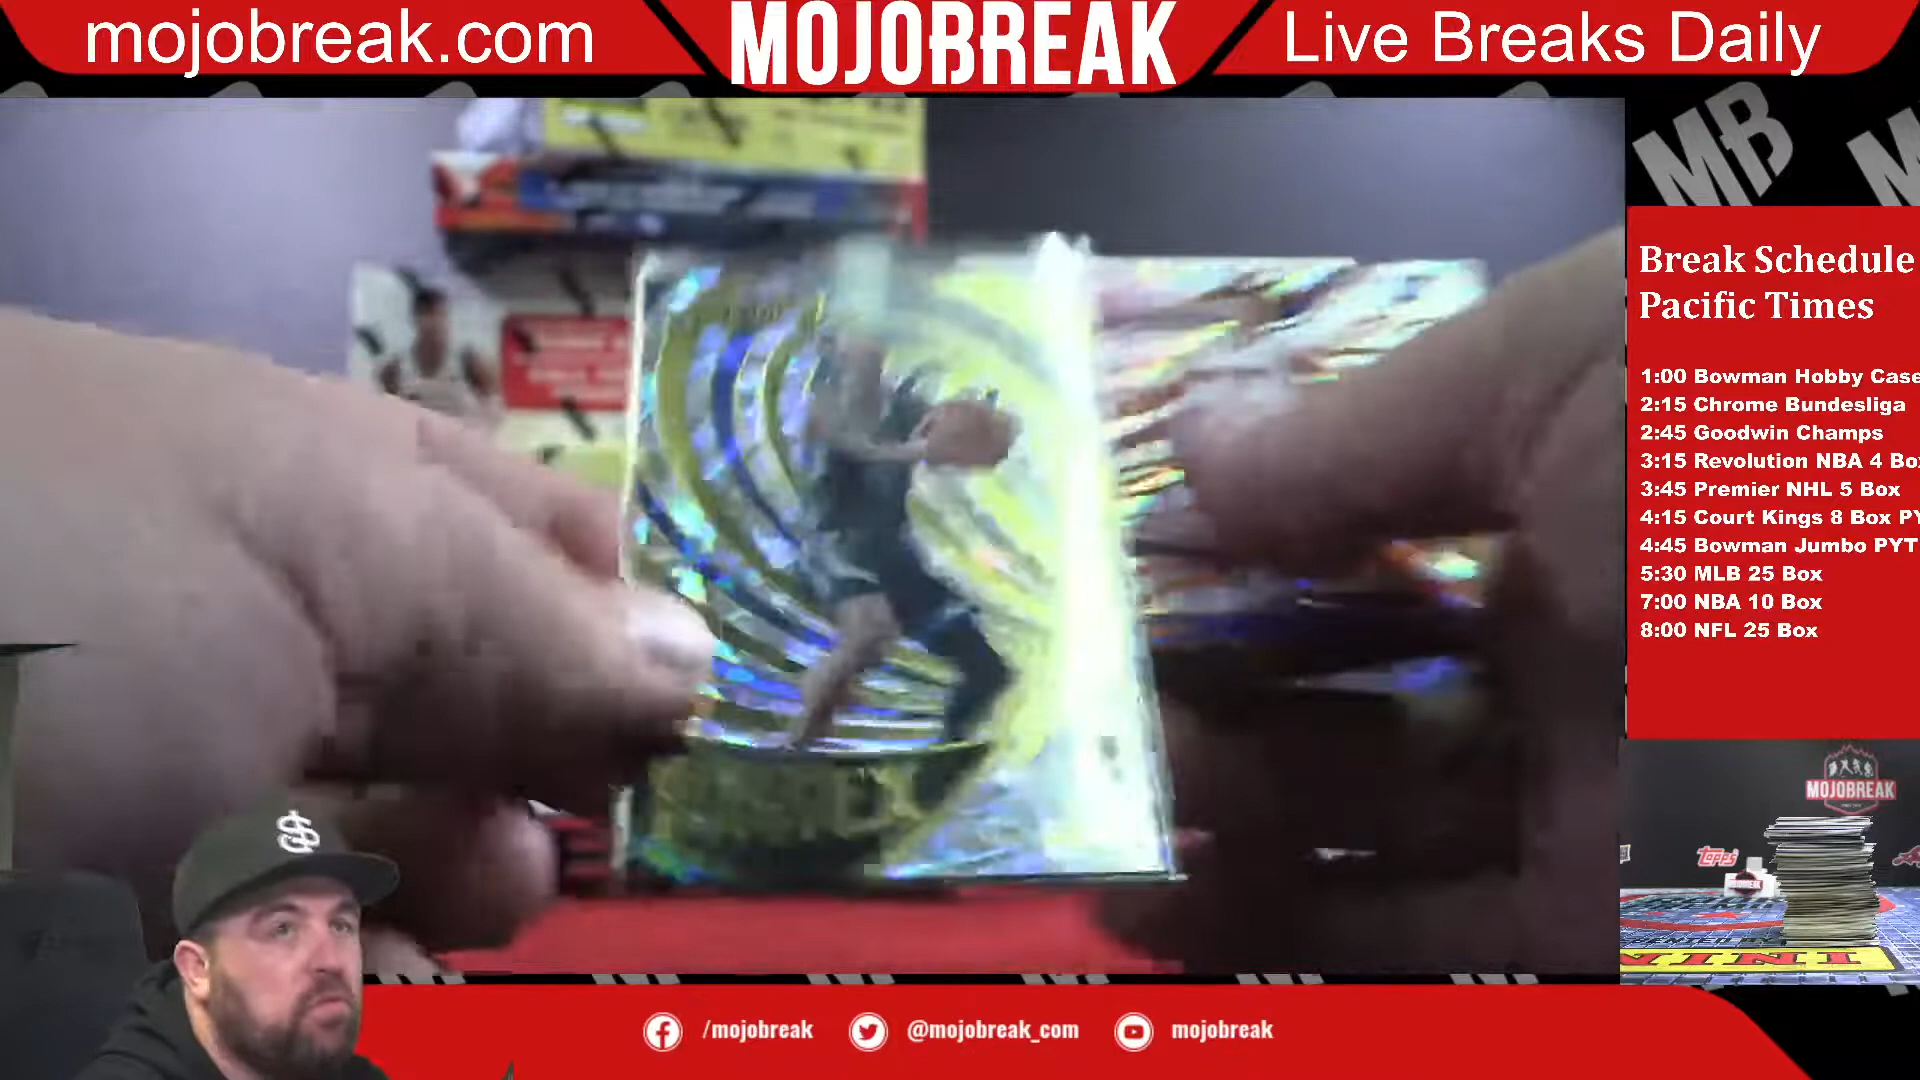 mojobreak.com
MOJOBREAK
Live Breaks Daily
MB
Break Schedule
Pacific Times
1:00 Bowman Hobby Case
2:15 Chrome Bundesliga
2:45 Goodwin Champs
3:15 Revolution NBA 4 Box
3:45 Premier NHL 5 Box
4:15 Court Kings 8 Box PY
4:45 Bowman Jumbo PYT
5:30 MLB 25 Box
7:00 NBA 10 Box
8:00 NFL 25 Box
MOJOBREAK
TOPPS
/mojobreak
@mojobreak_com
mojobreak